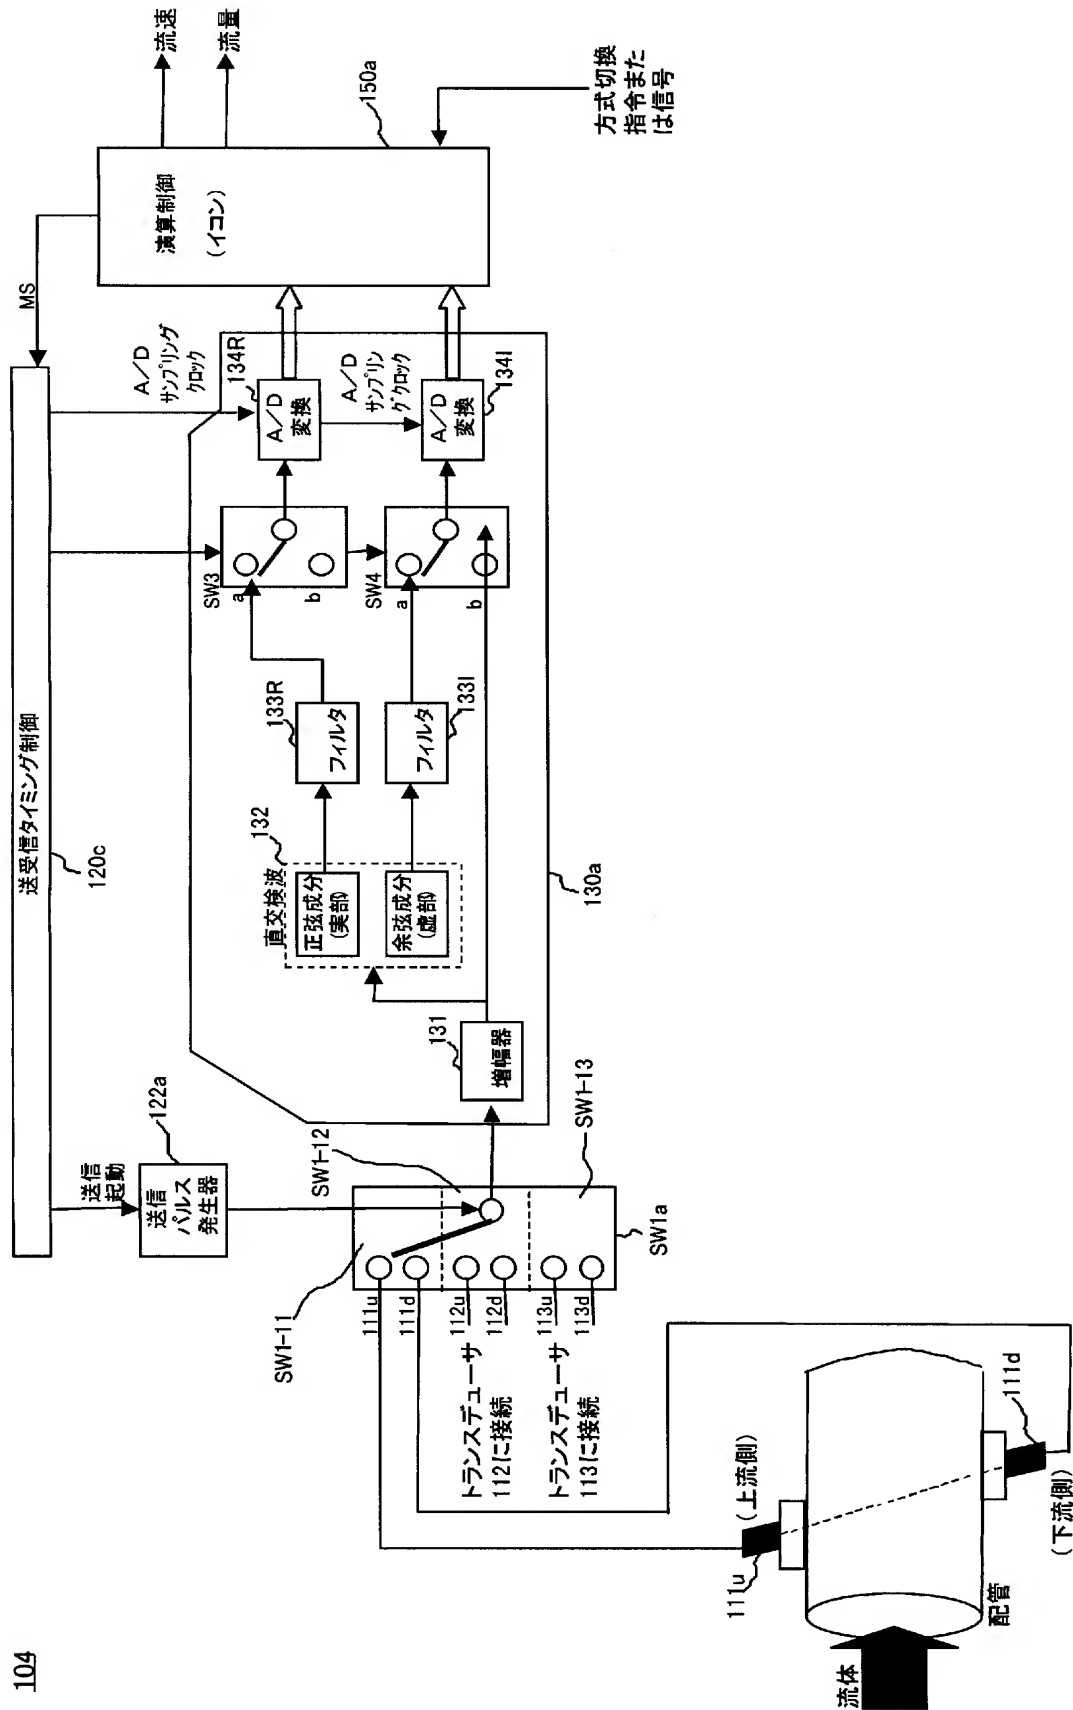 104
送受信タイミング制御
120c
MS
流速
流量
演算制御
(イコン)
150a
方式切換
指令また
は信号
送信
起動
送信
パルス
発生器
122a
A/D
サンプリング
クロック
134R
A/D
変換
A/D
サンプリン
グクロック
134I
A/D
変換
SW3
a
b
SW4
a
b
133R
フィルタ
133I
フィルタ
直交検波
132
正弦成分
(実部)
余弦成分
(虚部)
130a
131
増幅器
SW1-11
SW1-12
SW1-13
SW1a
111u
111d
112u
112d
113u
113d
トランスデューサ
112に接続
トランスデューサ
113に接続
111u
(上流側)
111d
(下流側)
配管
流体